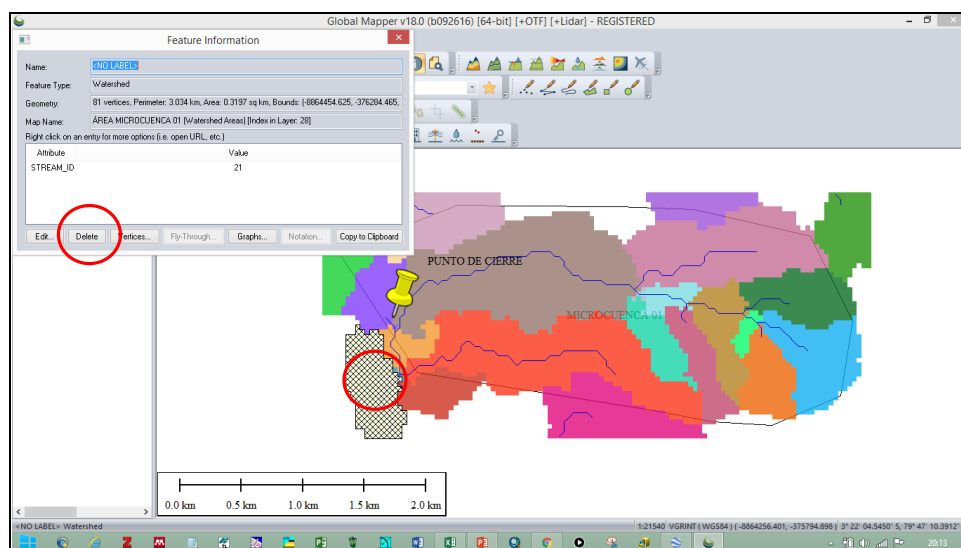 Global Mapper v18.0 (b092616) [64-bit] [+OTF] [+Lidar] - REGISTERED
Feature Information
Name: <NO LABEL>
Feature Type: Watershed
Geometry: 81 vertices, Perimeter: 3.034 km, Area: 0.3197 sq km, Bounds: (-8864454.625, -376284.465,
Map Name: ÁREA MICROCUENCA 01 (Watershed Areas) [Index in Layer: 28]
Right click on an entry for more options (i.e. open URL, etc.)
Attribute Value
STREAM_ID 21
Edit... Delete Vertices... Fly-Through... Graphs... Notation... Copy to Clipboard
PUNTO DE CIERRE
MICROCUENCA 01
0.0 km 0.5 km 1.0 km 1.5 km 2.0 km
<NO LABEL> Water
1:21540 VGRINT (WGS84) (-8864256.401, -375794.898) 3° 22' 04.5450" S, 79° 47' 10.3912"
20:13